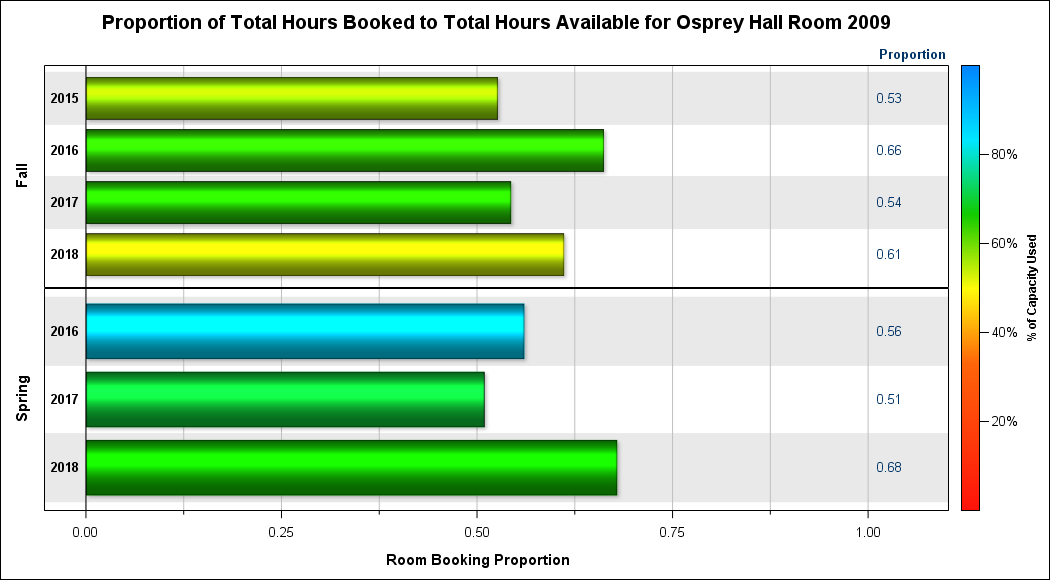 Proportion of Total Hours Booked to Total Hours Available for Osprey Hall Room 2009
Proportion
Fall
2015 0.53
2016 0.66
2017 0.54
2018 0.61
Spring
2016 0.56
2017 0.51
2018 0.68
0.00 0.25 0.50 0.75 1.00
Room Booking Proportion
80%
60%
40%
20%
% of Capacity Used